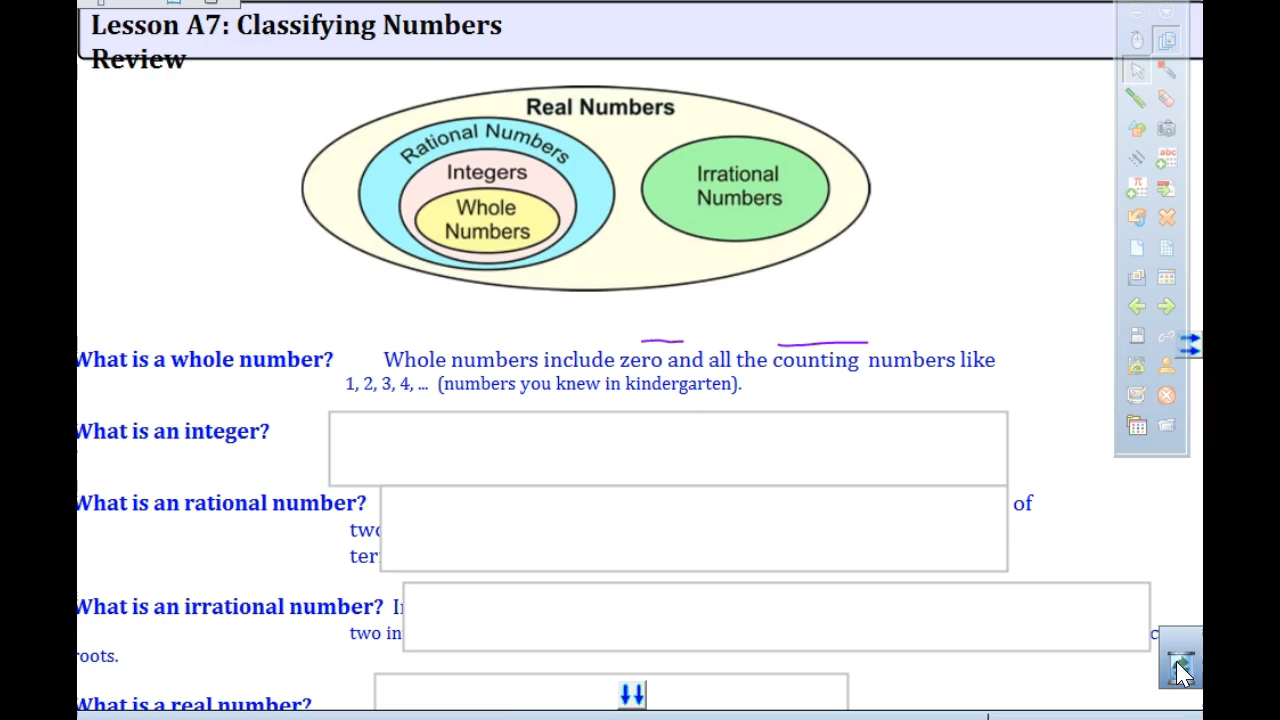 Lesson A7: Classifying Numbers
Review
Real Numbers
Rational Numbers
Integers
Whole
Numbers
Irrational
Numbers
What is a whole number? Whole numbers include zero and all the counting numbers like
1, 2, 3, 4, ... (numbers you knew in kindergarten).
What is an integer?
What is an rational number? of
two
ter
What is an irrational number? I
two in
roots.
What is a real number?
abc
π